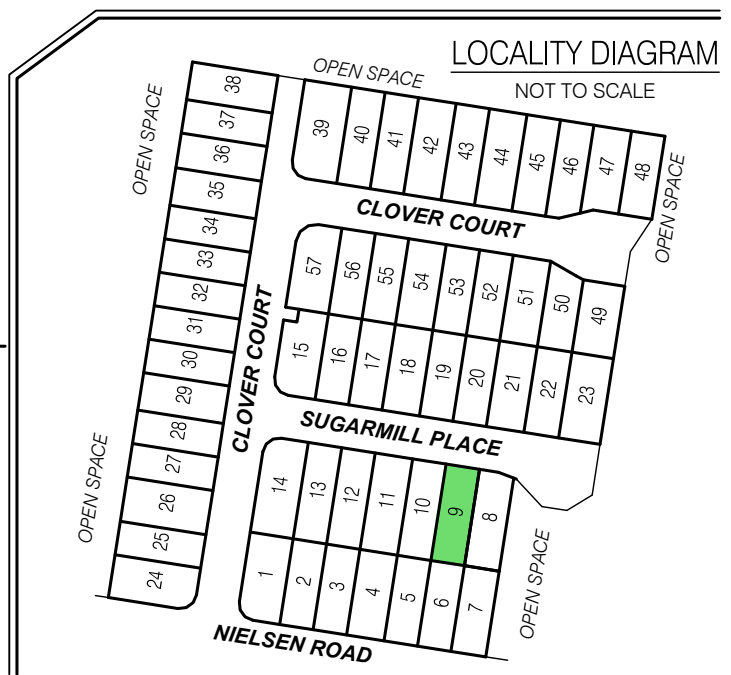 LOCALITY DIAGRAM
NOT TO SCALE
OPEN SPACE
OPEN SPACE
38
37
36
35
34
33
32
31
30
29
28
27
26
25
24
OPEN SPACE
39 40 41 42 43 44 45 46 47 48
OPEN SPACE
CLOVER COURT
CLOVER COURT
57 56 55 54 53 52 51 50 49
15 16 17 18 19 20 21 22 23
SUGARMILL PLACE
14 13 12 11 10 9 8
1 2 3 4 5 6 7
OPEN SPACE
NIELSEN ROAD